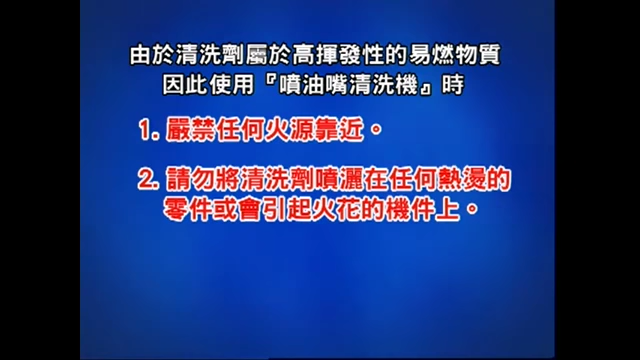 由於清洗劑屬於高揮發性的易燃物質
因此使用『噴油嘴清洗機』時
1. 嚴禁任何火源靠近。
2. 請勿將清洗劑噴灑在任何熱燙的
零件或會引起火花的機件上。